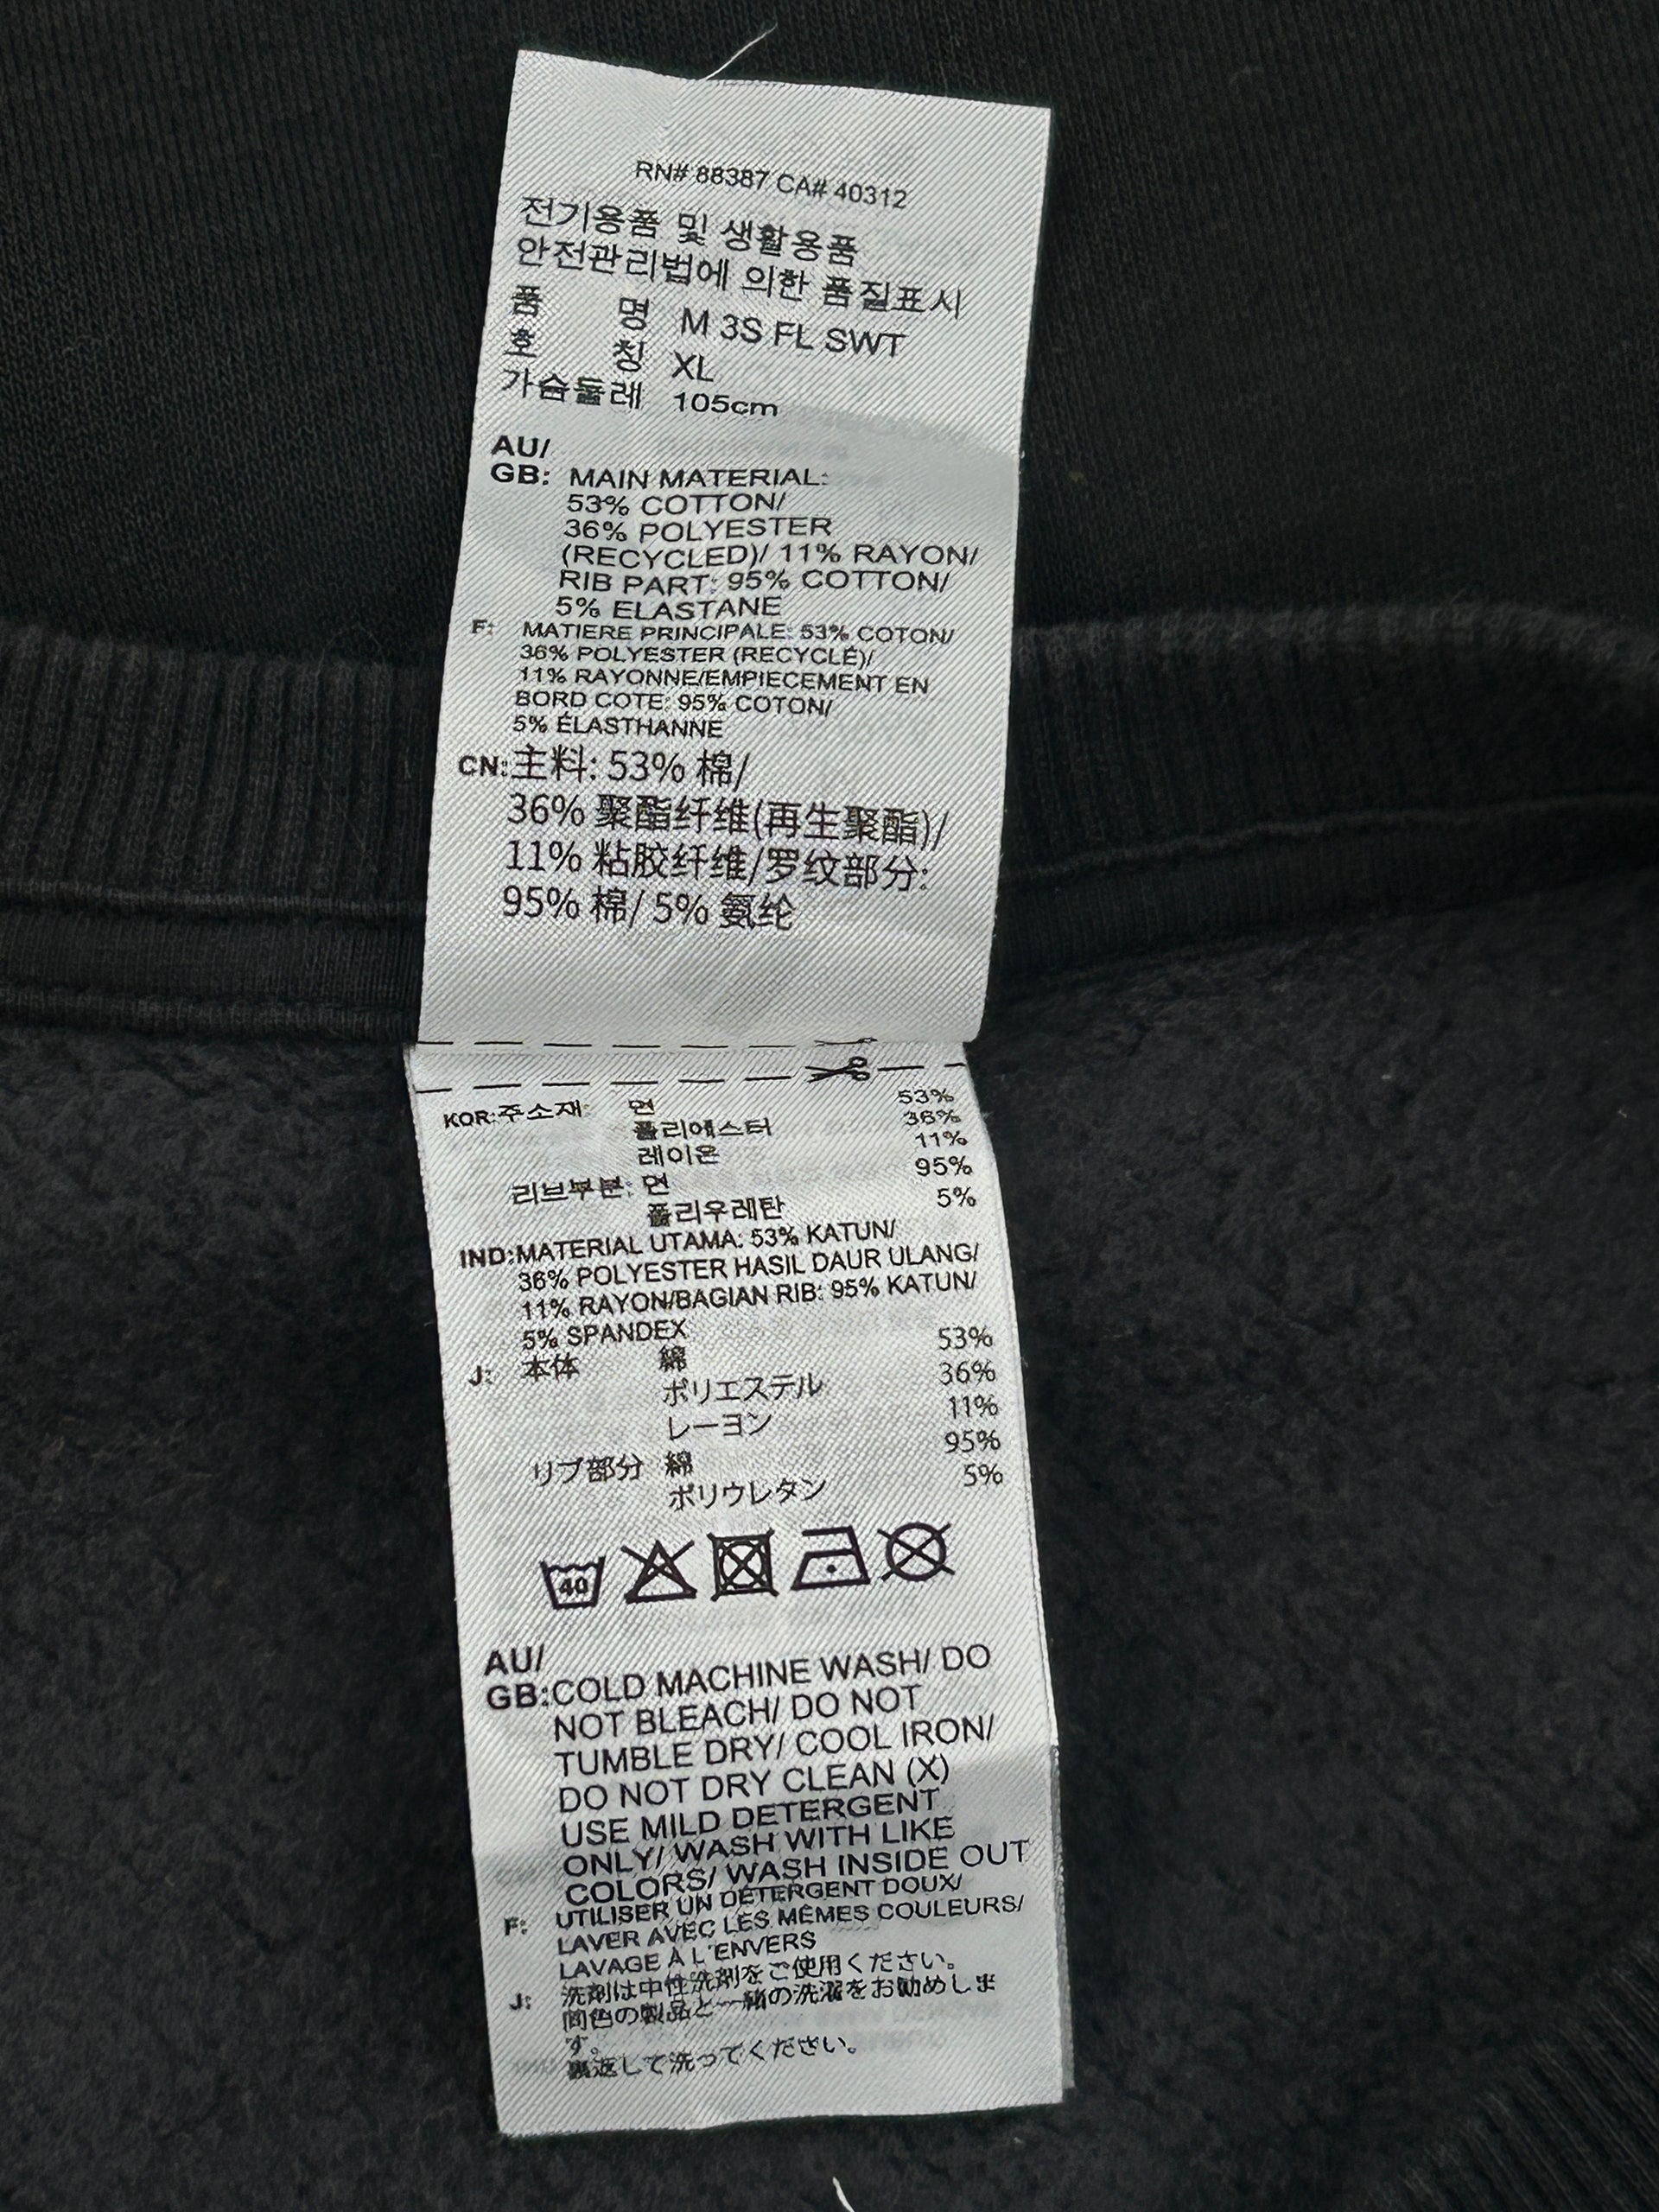 RN# 88387 CA# 40312
전기용품 및 생활용품
안전관리법에 의한 품질표시
품 명 M 3S FL SWT
호 칭 XL
가슴둘레 105cm
AU/
GB: MAIN MATERIAL:
53% COTTON/
36% POLYESTER
(RECYCLED)/ 11% RAYON/
RIB PART: 95% COTTON/
5% ELASTANE
F: MATIERE PRINCIPALE: 53% COTON/
36% POLYESTER (RECYCLÉ)/
11% RAYONNE/EMPIECEMENT EN
BORD COTE: 95% COTON/
5% ÉLASTHANNE
CN: 主料: 53% 棉/
36% 聚酯纤维(再生聚酯)/
11% 粘胶纤维/罗纹部分:
95% 棉/ 5% 氨纶
KOR: 주소재: 면 53%
폴리에스터 36%
레이온 11%
리브부분: 면 95%
폴리우레탄 5%
IND: MATERIAL UTAMA: 53% KATUN/
36% POLYESTER HASIL DAUR ULANG/
11% RAYON/BAGIAN RIB: 95% KATUN/
5% SPANDEX
J: 本体 綿 53%
ポリエステル 36%
レーヨン 11%
リブ部分 綿 95%
ポリウレタン 5%
40
AU/
GB: COLD MACHINE WASH/ DO
NOT BLEACH/ DO NOT
TUMBLE DRY/ COOL IRON/
DO NOT DRY CLEAN (X)
USE MILD DETERGENT
ONLY/ WASH WITH LIKE
COLORS/ WASH INSIDE OUT
F: UTILISER UN DÉTERGENT DOUX/
LAVER AVEC LES MÊMES COULEURS/
LAVAGE À L'ENVERS
J: 洗剤は中性洗剤をご使用ください。
同色の製品と一緒の洗濯をお勧めしま
す。
裏返して洗ってください。